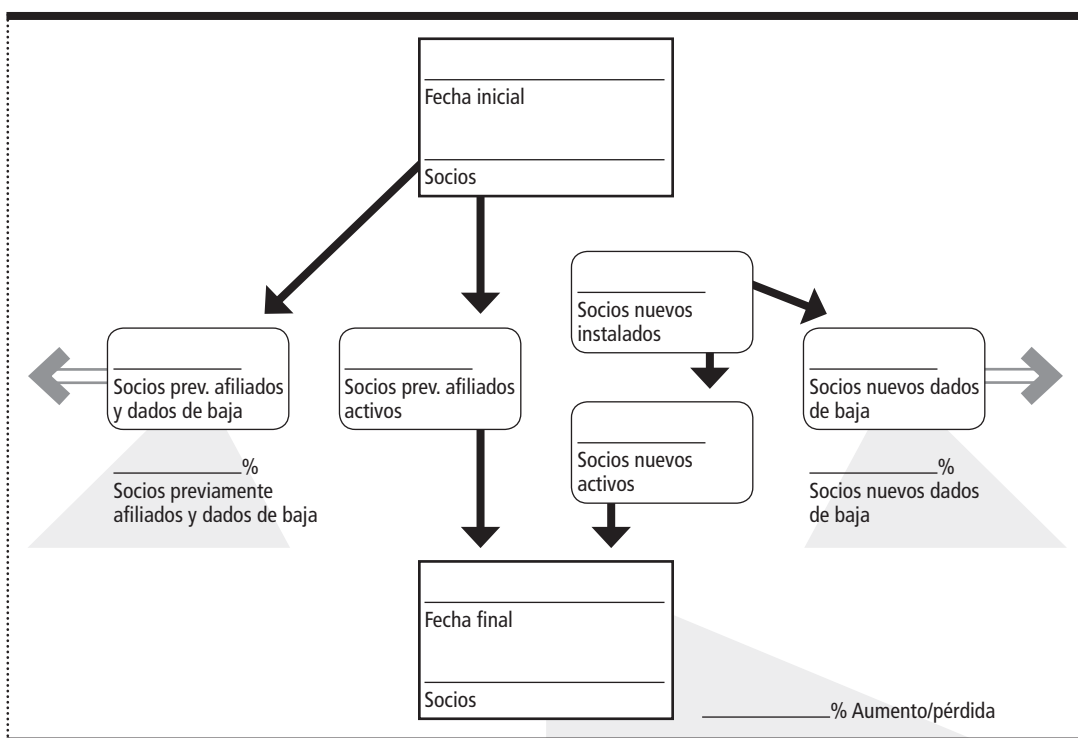 Fecha inicial
Socios
Socios nuevos
instalados
Socios prev. afiliados
y dados de baja
Socios prev. afiliados
activos
Socios nuevos dados
de baja
Socios nuevos
activos
%
Socios previamente
afiliados y dados de baja
%
Socios nuevos dados
de baja
Fecha final
Socios
% Aumento/pérdida